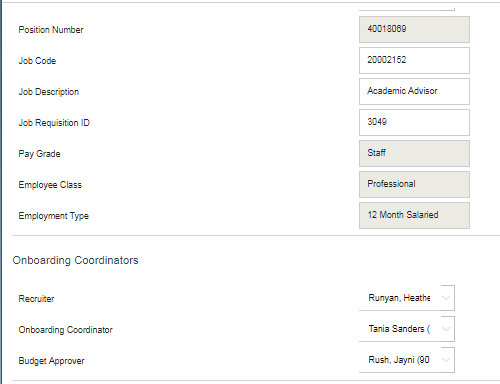 Position Number 40018069
Job Code 20002152
Job Description Academic Advisor
Job Requisition ID 3049
Pay Grade Staff
Employee Class Professional
Employment Type 12 Month Salaried
Onboarding Coordinators
Recruiter Runyan, Heathe
Onboarding Coordinator Tania Sanders (
Budget Approver Rush, Jayni (90